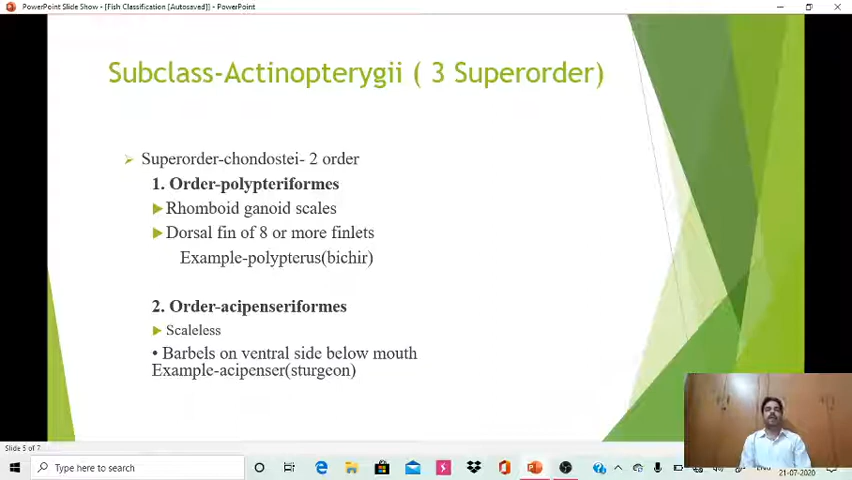 PowerPoint Slide Show - [Fish Classification [Autosaved]] - PowerPoint
Subclass-Actinopterygii ( 3 Superorder)
Superorder-chondostei- 2 order
1. Order-polypteriformes
Rhomboid ganoid scales
Dorsal fin of 8 or more finlets
Example-polypterus(bichir)
2. Order-acipenseriformes
Scaleless
• Barbels on ventral side below mouth
Example-acipenser(sturgeon)
Slide 5 of 7
Type here to search
21-07-2020